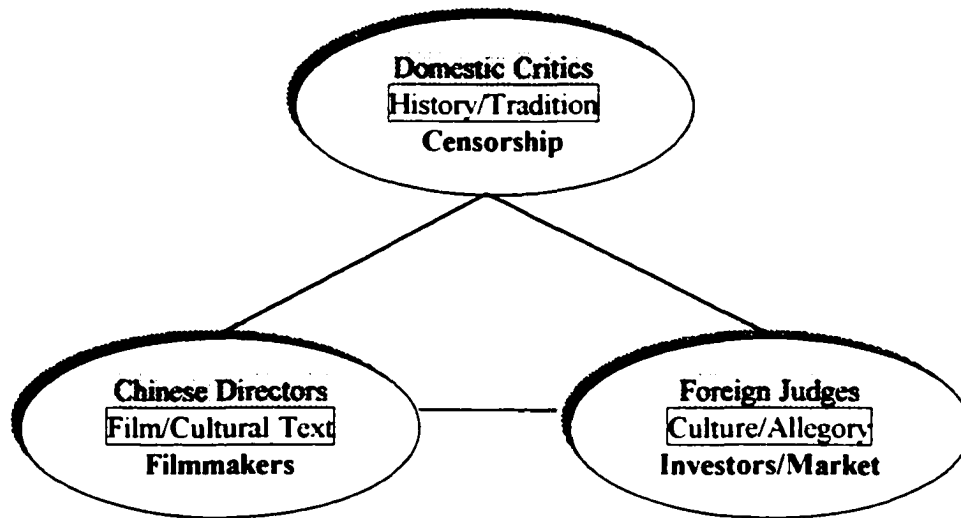 Domestic Critics
History/Tradition
Censorship
Chinese Directors
Film/Cultural Text
Filmmakers
Foreign Judges
Culture/Allegory
Investors/Market